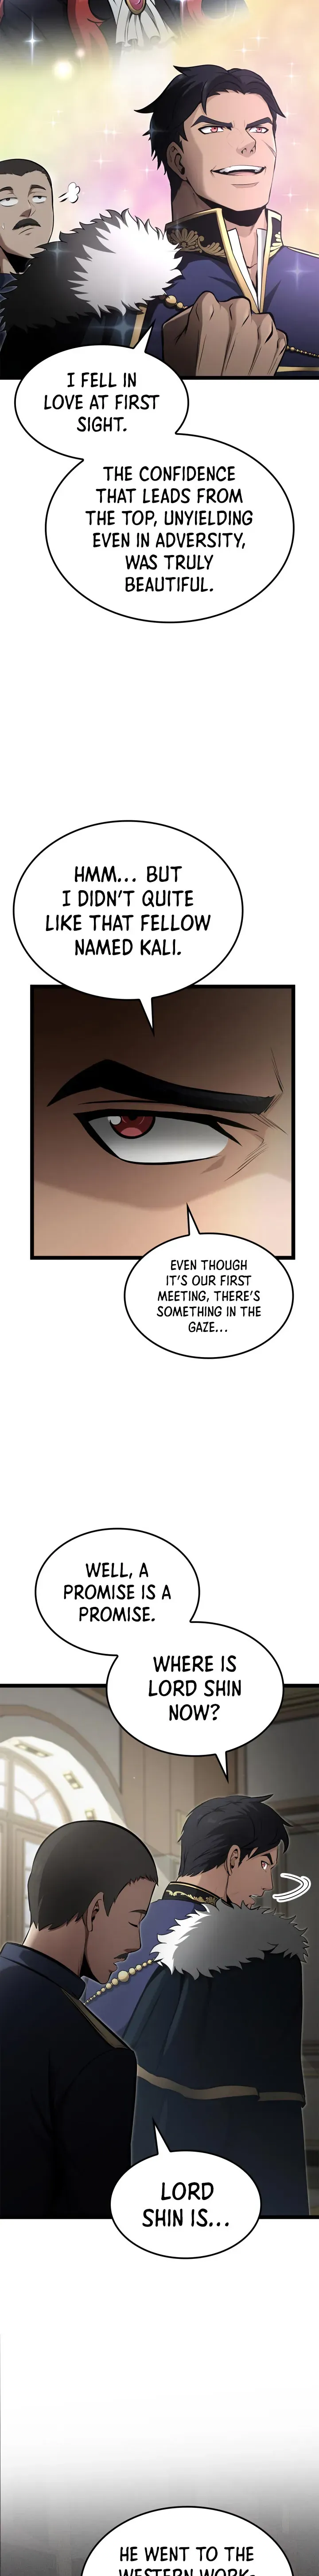 I FELL IN
LOVE AT FIRST
SIGHT.
THE CONFIDENCE
THAT LEADS FROM
THE TOP, UNYIELDING
EVEN IN ADVERSITY,
WAS TRULY
BEAUTIFUL.
HMM... BUT
I DIDN'T QUITE
LIKE THAT FELLOW
NAMED KALI.
EVEN THOUGH
IT'S OUR FIRST
MEETING, THERE'S
SOMETHING IN THE
GAZE...
WELL, A
PROMISE IS A
PROMISE.
WHERE IS
LORD SHIN
NOW?
LORD
SHIN IS...
HE WENT TO THE
WESTERN WORK-